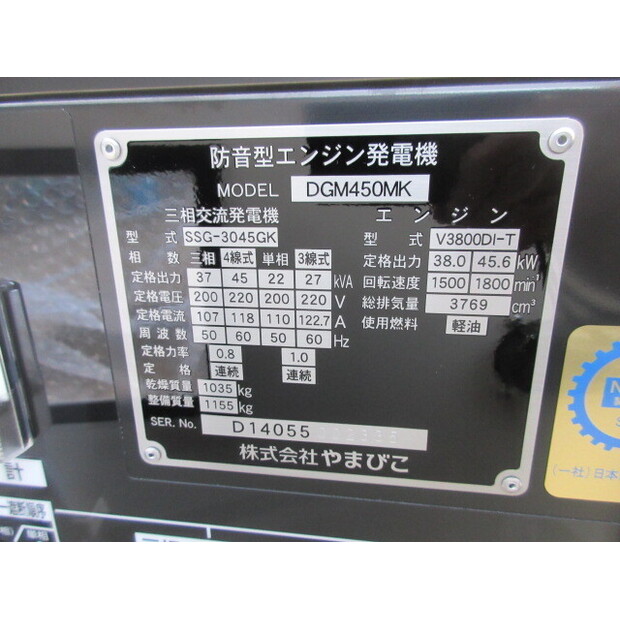 防音型エンジン発電機
MODEL DGM450MK
三相交流発電機
型式 SSG-3045GK
相数 三相 4線式 単相 3線式
定格出力 37 45 22 27 kVA
定格電圧 200 220 200 220 V
定格電流 107 118 110 122.7 A
周波数 50 60 50 60 Hz
定格力率 0.8 1.0
定格 連続 連続
乾燥質量 1035 kg
整備質量 1155 kg
SER. No. D14055
エンジン
型式 V3800DI-T
定格出力 38.0 45.6 kW
回転速度 1500 1800 min⁻¹
総排気量 3769 cm³
使用燃料 軽油
株式会社やまびこ
(一社)日本
計
単相